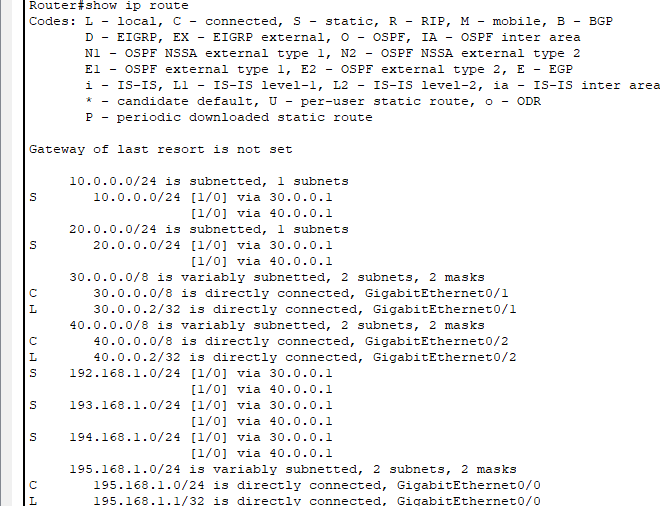 Router#show ip route
Codes: L - local, C - connected, S - static, R - RIP, M - mobile, B - BGP
       D - EIGRP, EX - EIGRP external, O - OSPF, IA - OSPF inter area
       N1 - OSPF NSSA external type 1, N2 - OSPF NSSA external type 2
       E1 - OSPF external type 1, E2 - OSPF external type 2, E - EGP
       i - IS-IS, L1 - IS-IS level-1, L2 - IS-IS level-2, ia - IS-IS inter area
       * - candidate default, U - per-user static route, o - ODR
       P - periodic downloaded static route

Gateway of last resort is not set

     10.0.0.0/24 is subnetted, 1 subnets
S       10.0.0.0/24 [1/0] via 30.0.0.1
                    [1/0] via 40.0.0.1
     20.0.0.0/24 is subnetted, 1 subnets
S       20.0.0.0/24 [1/0] via 30.0.0.1
                    [1/0] via 40.0.0.1
     30.0.0.0/8 is variably subnetted, 2 subnets, 2 masks
C       30.0.0.0/8 is directly connected, GigabitEthernet0/1
L       30.0.0.2/32 is directly connected, GigabitEthernet0/1
     40.0.0.0/8 is variably subnetted, 2 subnets, 2 masks
C       40.0.0.0/8 is directly connected, GigabitEthernet0/2
L       40.0.0.2/32 is directly connected, GigabitEthernet0/2
S    192.168.1.0/24 [1/0] via 30.0.0.1
                    [1/0] via 40.0.0.1
S    193.168.1.0/24 [1/0] via 30.0.0.1
                    [1/0] via 40.0.0.1
S    194.168.1.0/24 [1/0] via 30.0.0.1
                    [1/0] via 40.0.0.1
     195.168.1.0/24 is variably subnetted, 2 subnets, 2 masks
C       195.168.1.0/24 is directly connected, GigabitEthernet0/0
L       195.168.1.1/32 is directly connected, GigabitEthernet0/0